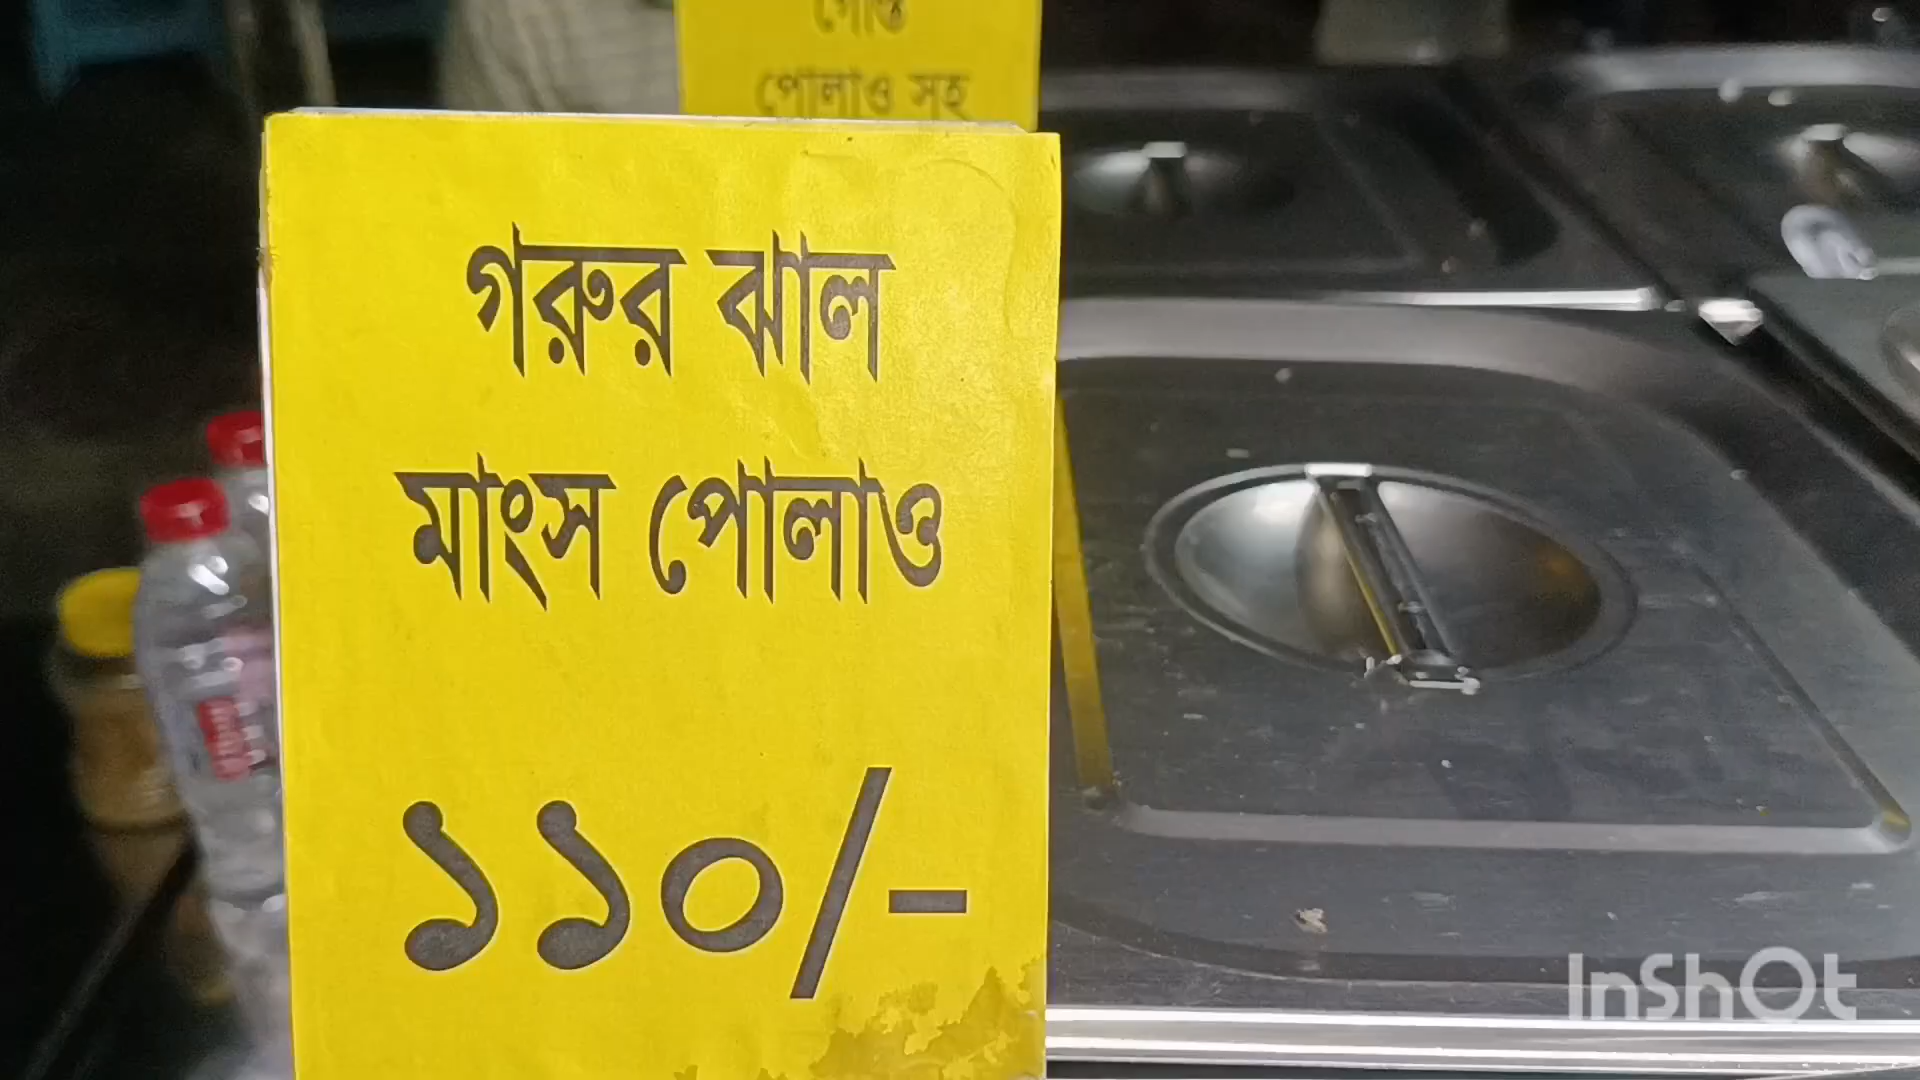 গোস্ত
পোলাও সহ
গরুর ঝাল
মাংস পোলাও
১১০/-
InShOt